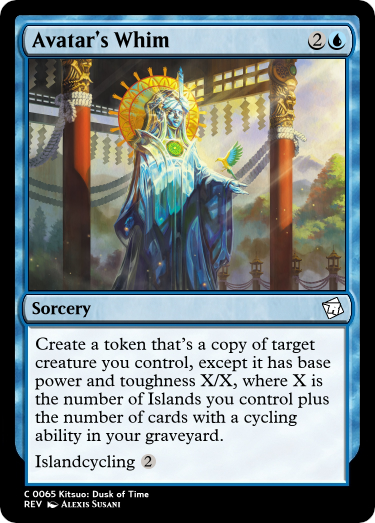 Avatar's Whim 2
Sorcery
Create a token that's a copy of target
creature you control, except it has base
power and toughness X/X, where X is
the number of Islands you control plus
the number of cards with a cycling
ability in your graveyard.
Islandcycling 2
C 0065 Kitsuo: Dusk of Time
REV Alexis Susani